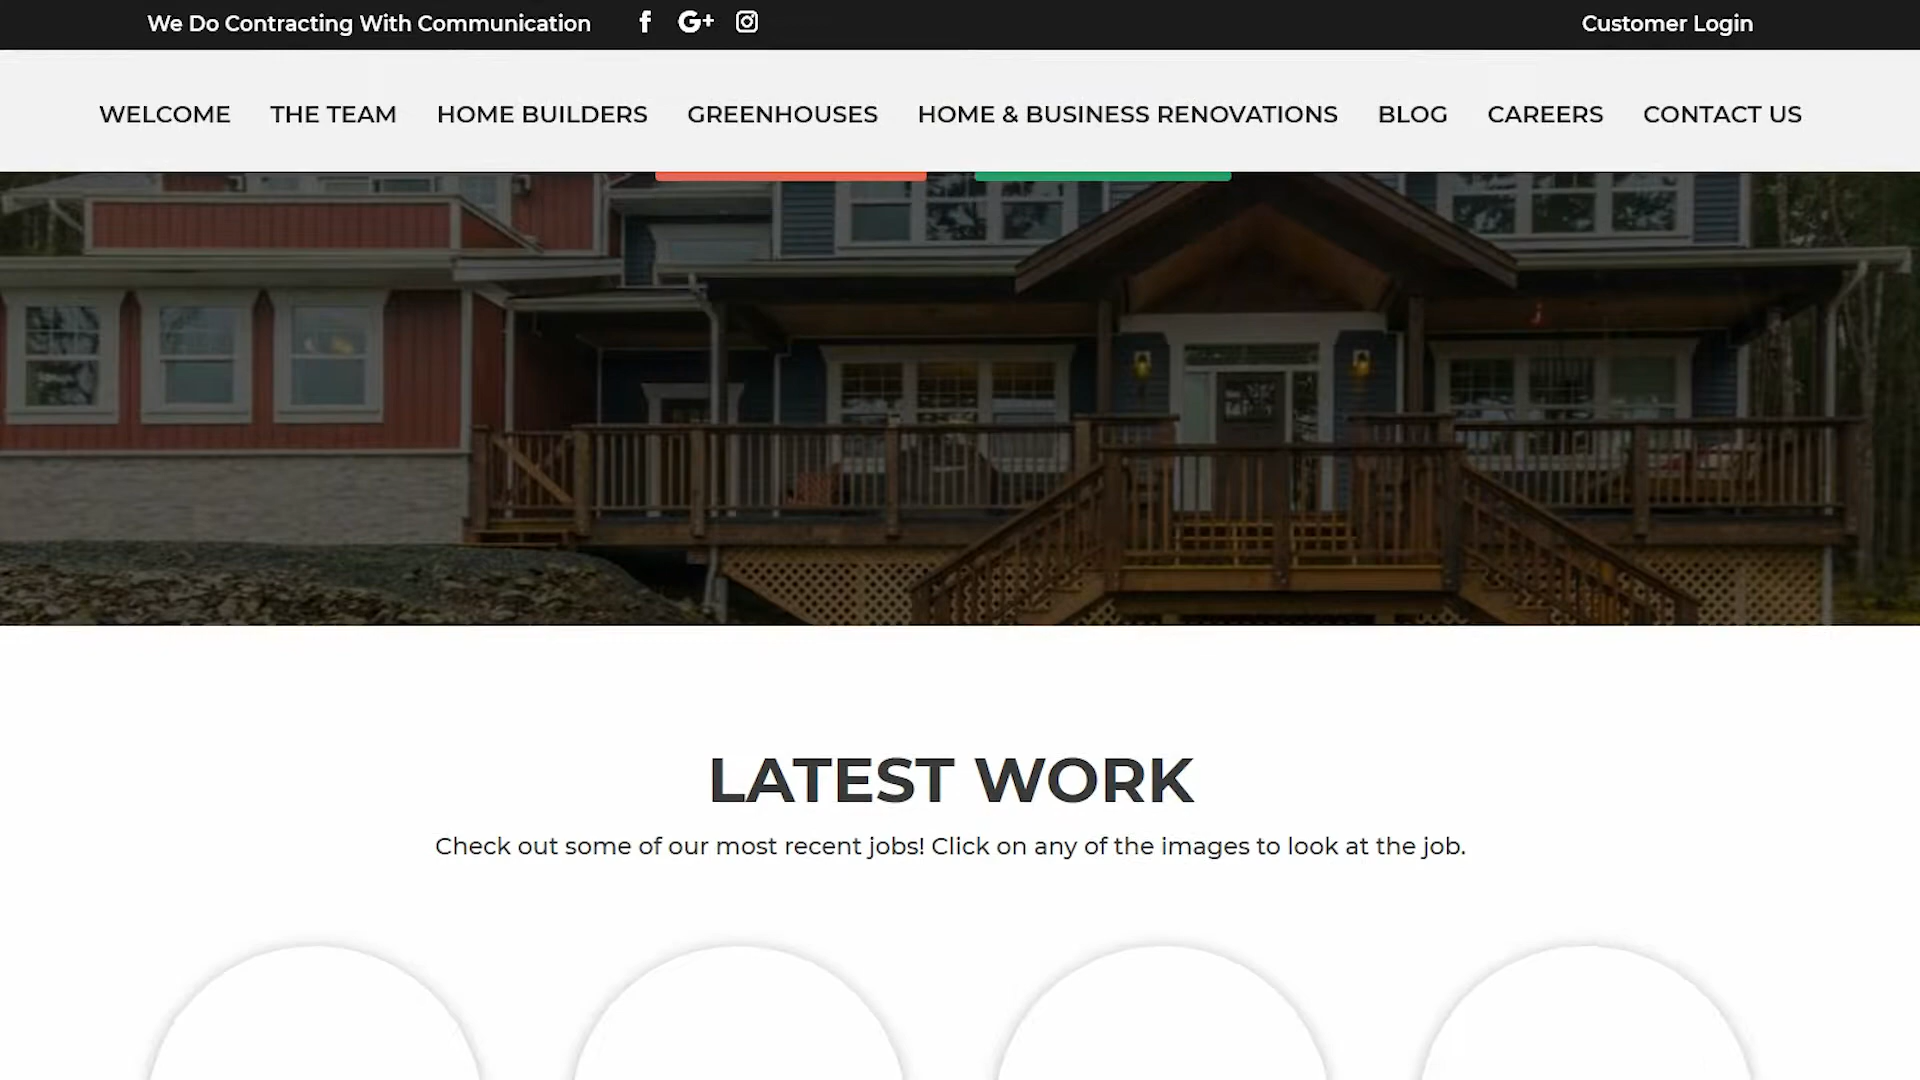 We Do Contracting With Communication
Customer Login
WELCOME THE TEAM HOME BUILDERS GREENHOUSES HOME & BUSINESS RENOVATIONS BLOG CAREERS CONTACT US
LATEST WORK
Check out some of our most recent jobs! Click on any of the images to look at the job.